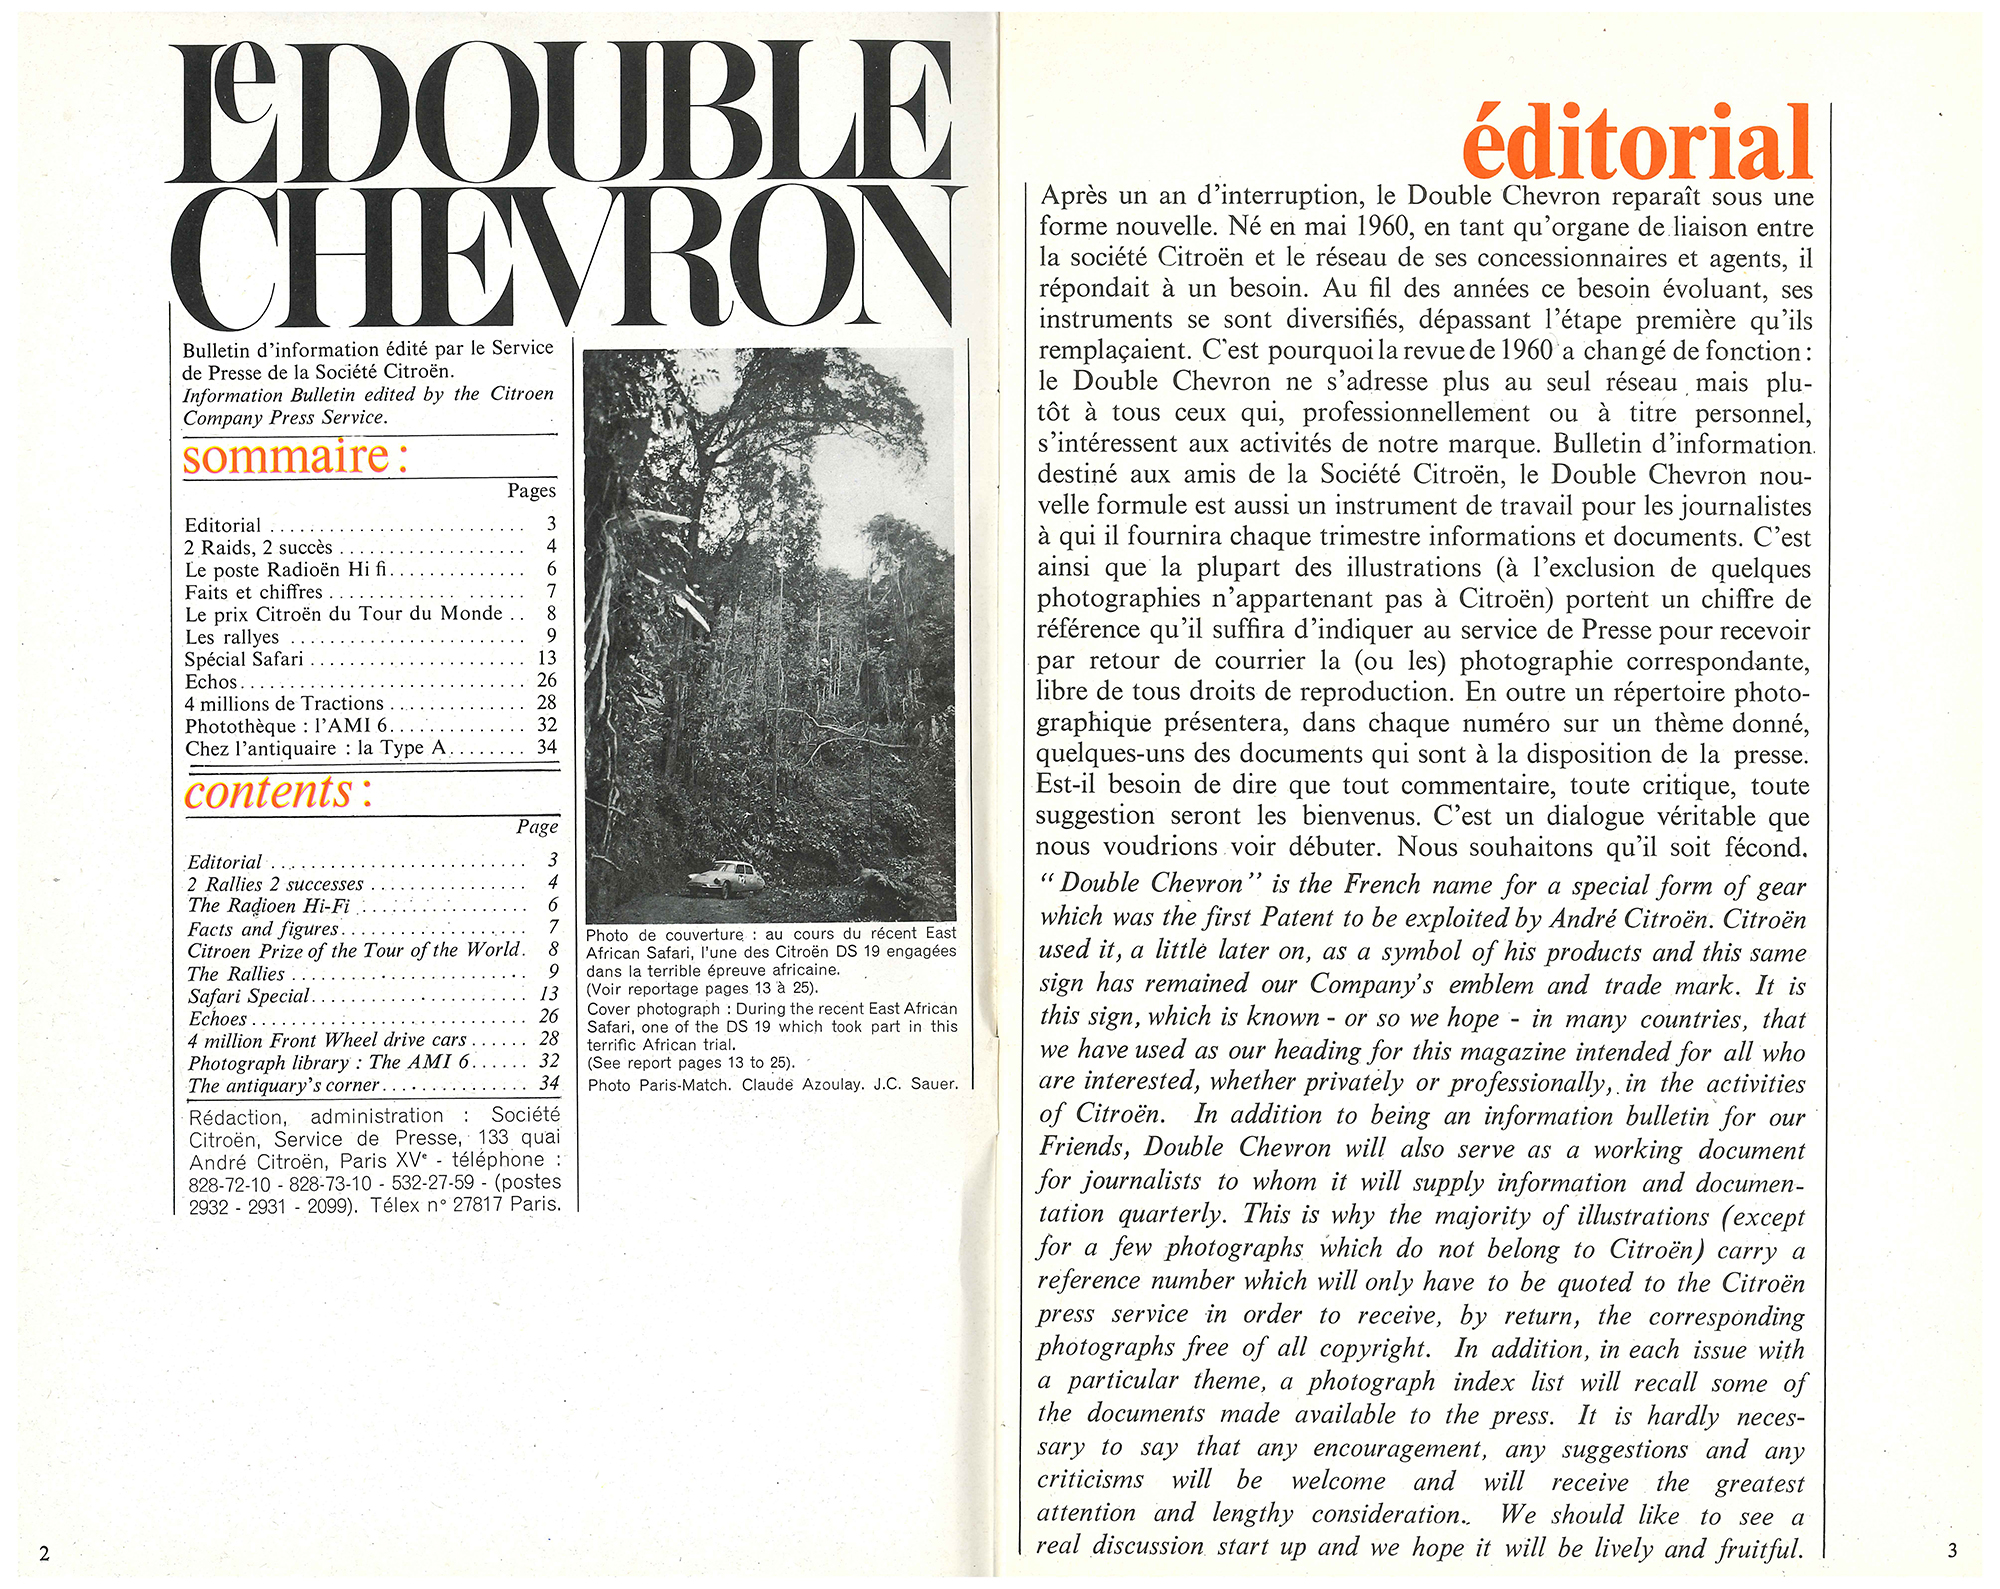 Le DOUBLE
CHEVRON
Bulletin d'information édité par le Service
de Presse de la Société Citroën.
Information Bulletin edited by the Citroen
Company Press Service.
sommaire :
Pages
Editorial .......................... 3
2 Raids, 2 succès ................... 4
Le poste Radioën Hi fi.............. 6
Faits et chiffres .................... 7
Le prix Citroën du Tour du Monde .. 8
Les rallyes ........................ 9
Spécial Safari ...................... 13
Echos............................. 26
4 millions de Tractions .............. 28
Photothèque : l'AMI 6.............. 32
Chez l'antiquaire : la Type A........ 34
contents :
Page
Editorial .......................... 3
2 Rallies 2 successes ................ 4
The Radioen Hi-Fi ................. 6
Facts and figures................... 7
Citroen Prize of the Tour of the World. 8
The Rallies ........................ 9
Safari Special...................... 13
Echoes............................ 26
4 million Front Wheel drive cars ...... 28
Photograph library : The AMI 6...... 32
The antiquary's corner............... 34
Rédaction, administration : Société
Citroën, Service de Presse, 133 quai
André Citroën, Paris XVe - téléphone :
828-72-10 - 828-73-10 - 532-27-59 - (postes
2932 - 2931 - 2099). Télex n° 27817 Paris.
Photo de couverture : au cours du récent East
African Safari, l'une des Citroën DS 19 engagées
dans la terrible épreuve africaine.
(Voir reportage pages 13 à 25).
Cover photograph : During the recent East African
Safari, one of the DS 19 which took part in this
terrific African trial.
(See report pages 13 to 25).
Photo Paris-Match. Claude Azoulay. J.C. Sauer.
2
éditorial
Après un an d'interruption, le Double Chevron reparaît sous une
forme nouvelle. Né en mai 1960, en tant qu'organe de liaison entre
la société Citroën et le réseau de ses concessionnaires et agents, il
répondait à un besoin. Au fil des années ce besoin évoluant, ses
instruments se sont diversifiés, dépassant l'étape première qu'ils
remplaçaient. C'est pourquoi la revue de 1960 a changé de fonction :
le Double Chevron ne s'adresse plus au seul réseau mais plu-
tôt à tous ceux qui, professionnellement ou à titre personnel,
s'intéressent aux activités de notre marque. Bulletin d'information
destiné aux amis de la Société Citroën, le Double Chevron nou-
velle formule est aussi un instrument de travail pour les journalistes
à qui il fournira chaque trimestre informations et documents. C'est
ainsi que la plupart des illustrations (à l'exclusion de quelques
photographies n'appartenant pas à Citroën) portent un chiffre de
référence qu'il suffira d'indiquer au service de Presse pour recevoir
par retour de courrier la (ou les) photographie correspondante,
libre de tous droits de reproduction. En outre un répertoire photo-
graphique présentera, dans chaque numéro sur un thème donné,
quelques-uns des documents qui sont à la disposition de la presse.
Est-il besoin de dire que tout commentaire, toute critique, toute
suggestion seront les bienvenus. C'est un dialogue véritable que
nous voudrions voir débuter. Nous souhaitons qu'il soit fécond.
"Double Chevron" is the French name for a special form of gear
which was the first Patent to be exploited by André Citroën. Citroën
used it, a little later on, as a symbol of his products and this same
sign has remained our Company's emblem and trade mark. It is
this sign, which is known - or so we hope - in many countries, that
we have used as our heading for this magazine intended for all who
are interested, whether privately or professionally, in the activities
of Citroën. In addition to being an information bulletin for our
Friends, Double Chevron will also serve as a working document
for journalists to whom it will supply information and documen-
tation quarterly. This is why the majority of illustrations (except
for a few photographs which do not belong to Citroën) carry a
reference number which will only have to be quoted to the Citroën
press service in order to receive, by return, the corresponding
photographs free of all copyright. In addition, in each issue with
a particular theme, a photograph index list will recall some of
the documents made available to the press. It is hardly neces-
sary to say that any encouragement, any suggestions and any
criticisms will be welcome and will receive the greatest
attention and lengthy consideration.. We should like to see a
real discussion start up and we hope it will be lively and fruitful.
3